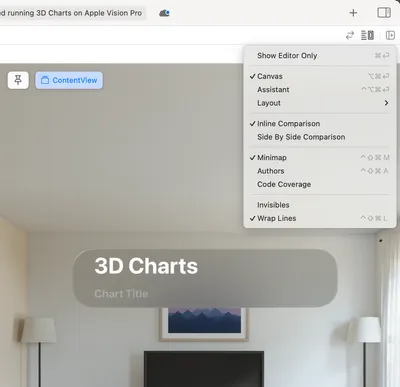 d running 3D Charts on Apple Vision Pro
Show Editor Only ⌘⏎
ContentView
Canvas ⌥⌘⏎
Assistant ^⌥⌘⏎
Layout
Inline Comparison
Side By Side Comparison
Minimap ^⇧⌘M
Authors ^⇧⌘A
Code Coverage
Invisibles
Wrap Lines ^⇧⌘L
3D Charts
Chart Title